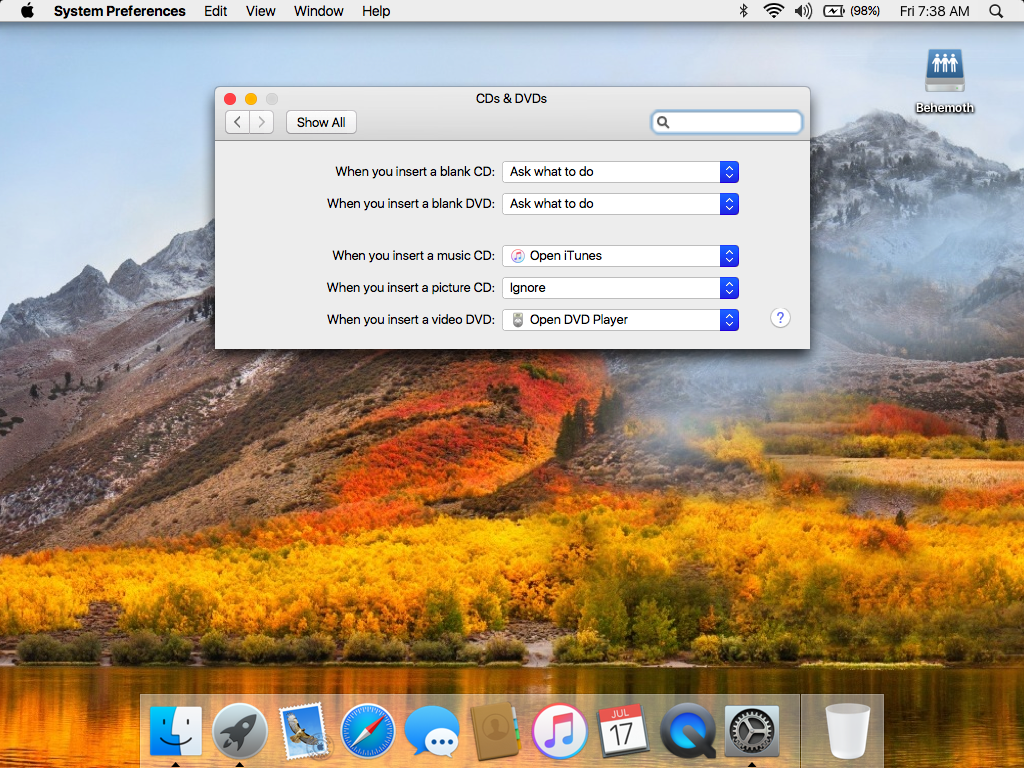 System Preferences Edit View Window Help (98%) Fri 7:38 AM
Behemoth
CDs & DVDs
Show All
When you insert a blank CD: Ask what to do
When you insert a blank DVD: Ask what to do
When you insert a music CD: Open iTunes
When you insert a picture CD: Ignore
When you insert a video DVD: Open DVD Player ?
JUL
17